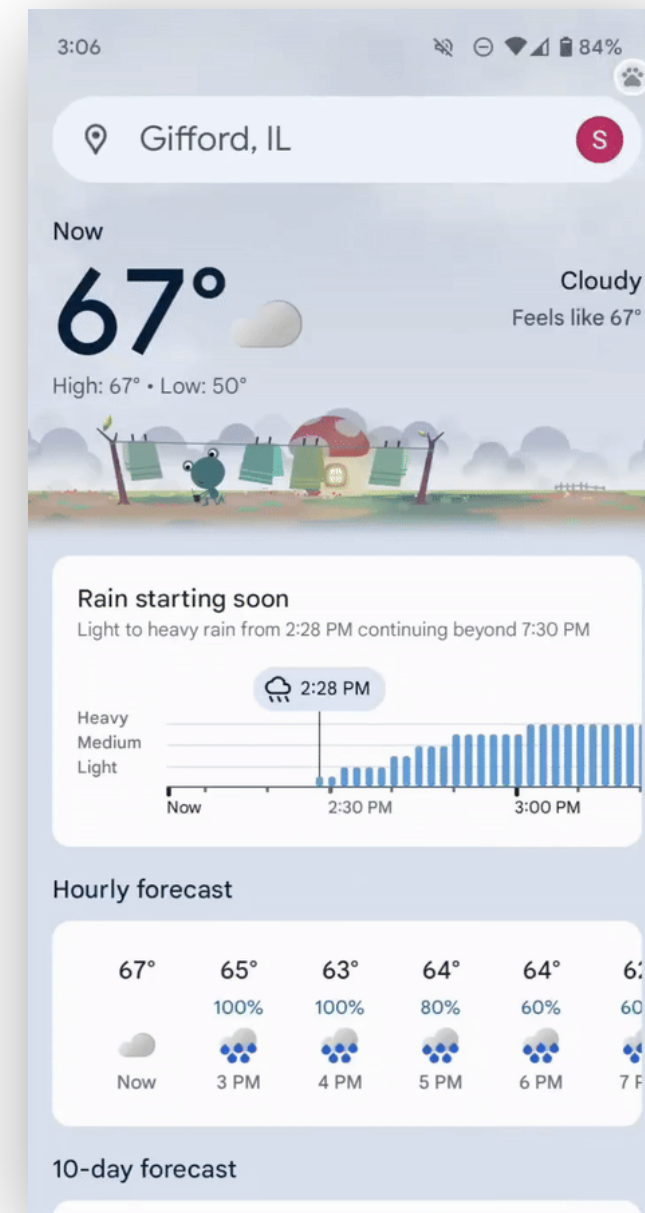 3:06 84%
Gifford, IL S
Now
67°
Cloudy
Feels like 67°
High: 67° • Low: 50°
Rain starting soon
Light to heavy rain from 2:28 PM continuing beyond 7:30 PM
2:28 PM
Heavy
Medium
Light
Now 2:30 PM 3:00 PM
Hourly forecast
67° 65° 63° 64° 64°
100% 100% 80% 60% 60
Now 3 PM 4 PM 5 PM 6 PM 7
10-day forecast